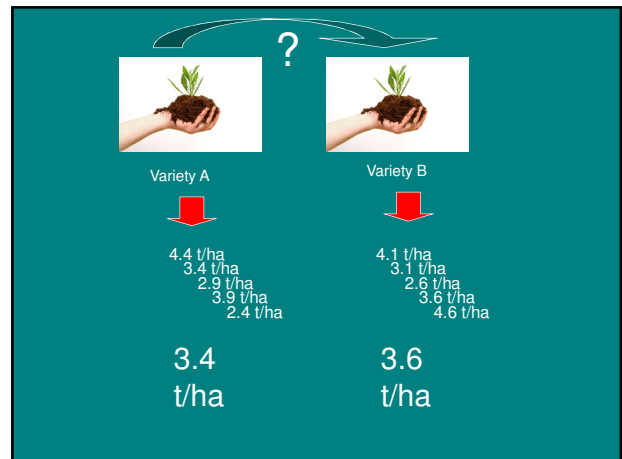 ?
Variety A
Variety B
4.4 t/ha
3.4 t/ha
2.9 t/ha
3.9 t/ha
2.4 t/ha
4.1 t/ha
3.1 t/ha
2.6 t/ha
3.6 t/ha
4.6 t/ha
3.4
t/ha
3.6
t/ha